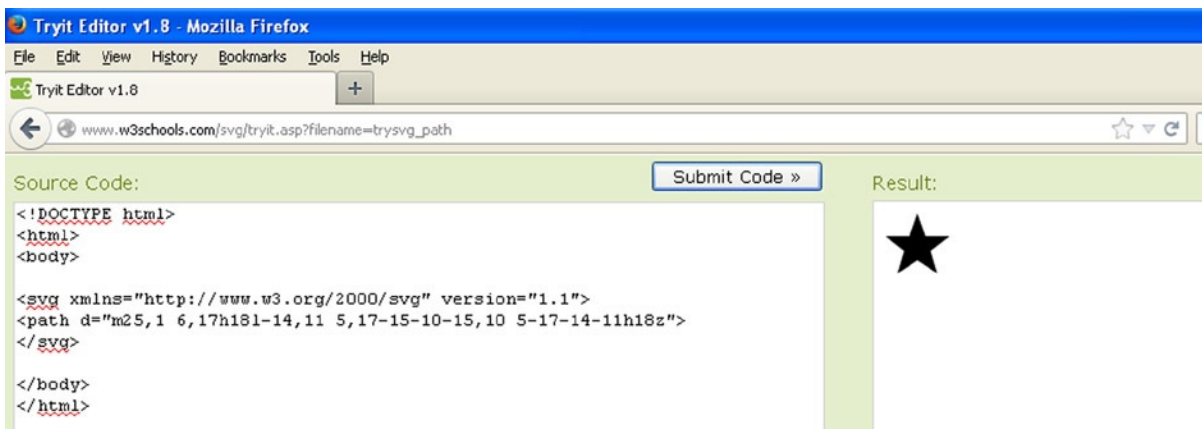 Tryit Editor v1.8 - Mozilla Firefox
File Edit View History Bookmarks Tools Help
w3 Tryit Editor v1.8 +
www.w3schools.com/svg/tryit.asp?filename=trysvg_path
Source Code: Submit Code » Result:
<!DOCTYPE html>
<html>
<body>
<svg xmlns="http://www.w3.org/2000/svg" version="1.1">
<path d="m25,1 6,17h18l-14,11 5,17-15-10-15,10 5-17-14-11h18z">
</svg>
</body>
</html>